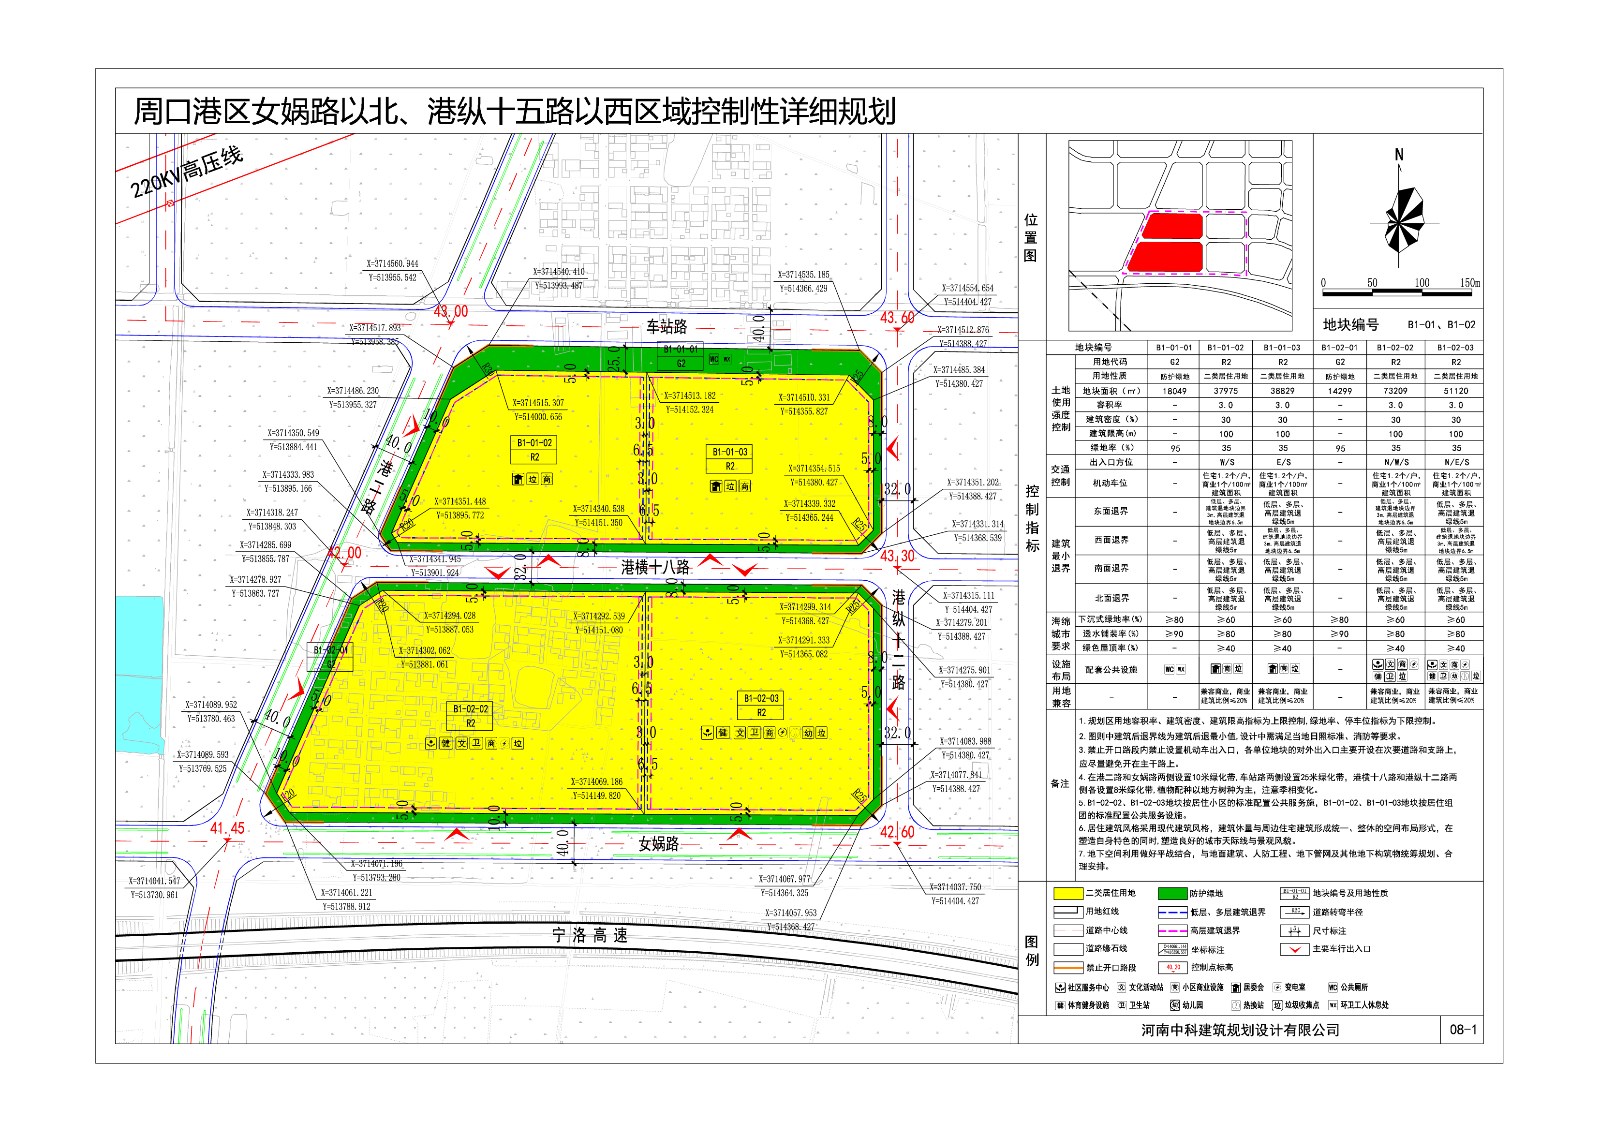 周口港区女娲路以北、港纵十五路以西区域控制性详细规划
220KV高压线
X=3714560.944
Y=513955.542
X=3714540.410
Y=513993.487
X=3714535.185
Y=514366.429
X=3714554.654
Y=514404.427
43.00
车站路
40.0
43.60
X=3714517.893
X=3714512.876
Y=514388.427
B1-01-01
G2
25.0
5.0
5.0
X=3714486.230
Y=513955.327
X=3714485.384
Y=514380.427
X=3714515.307
Y=514000.656
X=3714513.182
Y=514152.324
X=3714510.331
Y=514355.827
40.0
港二路
X=3714350.549
Y=513884.441
B1-01-02
R2
B1-01-03
R2
X=3714333.983
Y=513895.166
X=3714354.515
Y=514380.427
X=3714351.202
Y=514388.427
32.0
X=3714318.247
Y=513848.303
X=3714351.448
Y=513895.772
X=3714340.538
Y=514151.350
X=3714339.332
Y=514365.244
X=3714331.314
Y=514368.539
X=3714285.699
Y=513855.787
42.00
X=3714341.945
Y=513901.924
32.0
港横十八路
43.30
X=3714278.927
Y=513863.727
港纵十二路
X=3714315.111
Y=514404.427
X=3714294.028
Y=513887.053
X=3714292.539
Y=514151.080
X=3714299.314
Y=514368.427
X=3714279.201
Y=514388.427
X=3714302.062
Y=513881.061
X=3714291.333
Y=514365.082
B1-02-01
G2
X=3714275.901
Y=514380.427
X=3714089.952
Y=513780.463
40.0
B1-02-02
R2
B1-02-03
R2
32.0
X=3714089.593
Y=513769.525
X=3714069.186
Y=514149.820
X=3714083.988
Y=514380.427
X=3714077.841
Y=514388.427
41.45
10.0
40.0
女娲路
42.60
X=3714041.547
Y=513730.961
X=3714071.196
Y=513793.280
X=3714061.221
Y=513788.912
X=3714067.977
Y=514364.325
X=3714057.953
Y=514368.427
X=3714037.750
Y=514404.427
宁洛高速
位置图
N
0 50 100 150m
地块编号 B1-01、B1-02
控制指标
地块编号 B1-01-01 B1-01-02 B1-01-03 B1-02-01 B1-02-02 B1-02-03
土地使用强度控制
用地代码 G2 R2 R2 G2 R2 R2
用地性质 防护绿地 二类居住用地 二类居住用地 防护绿地 二类居住用地 二类居住用地
地块面积（㎡） 18049 37975 38829 14299 73209 51120
容积率 - 3.0 3.0 - 3.0 3.0
建筑密度（%） - 30 30 - 30 30
建筑限高(m) - 100 100 - 100 100
绿地率（%） 95 35 35 95 35 35
交通控制
出入口方位 - W/S E/S - N/W/S N/E/S
机动车位 - 住宅1.2个/户，商业1个/100㎡建筑面积 住宅1.2个/户，商业1个/100㎡建筑面积 - 住宅1.2个/户，商业1个/100㎡建筑面积 住宅1.2个/户，商业1个/100㎡建筑面积
建筑最小退界
东面退界 - 低层、多层、高层建筑退绿线5m - 低层、多层、高层建筑退绿线5m
西面退界 - 低层、多层、高层建筑退绿线5m - 低层、多层、高层建筑退绿线5m
南面退界 - 低层、多层、高层建筑退绿线5m 低层、多层、高层建筑退绿线5m - 低层、多层、高层建筑退绿线5m 低层、多层、高层建筑退绿线5m
北面退界 - 低层、多层、高层建筑退绿线5m 低层、多层、高层建筑退绿线5m - 低层、多层、高层建筑退绿线5m 低层、多层、高层建筑退绿线5m
海绵城市要求
下沉式绿地率(%) ≥80 ≥60 ≥60 ≥80 ≥60 ≥60
透水铺装率(%) ≥90 ≥80 ≥80 ≥90 ≥80 ≥80
绿色屋顶率(%) - ≥40 ≥40 - ≥40 ≥40
设施布局 配套公共设施
用地兼容 - - 兼容商业，商业建筑比例≤20% 兼容商业，商业建筑比例≤20% - 兼容商业，商业建筑比例≤20% 兼容商业，商业建筑比例≤20%
备注
1.规划区用地容积率、建筑密度、建筑限高指标为上限控制,绿地率、停车位指标为下限控制。
2.图则中建筑后退界线为建筑后退最小值,设计中需满足当地日照标准、消防等要求。
3.禁止开口路段内禁止设置机动车出入口，各单位地块的对外出入口主要开设在次要道路和支路上，
应尽量避免开在主干路上。
4.在港二路和女娲路两侧设置10米绿化带,车站路两侧设置25米绿化带，港横十八路和港纵十二路两
侧各设置8米绿化带,植物配种以地方树种为主，注意季相变化。
5.B1-02-02、B1-02-03地块按居住小区的标准配置公共服务施，B1-01-02、B1-01-03地块按居住组
团的标准配置公共服务设施。
6.居住建筑风格采用现代建筑风格，建筑体量与周边住宅建筑形成统一、整体的空间布局形式，在
塑造自身特色的同时,塑造良好的城市天际线与景观风貌。
7.地下空间利用做好平战结合，与地面建筑、人防工程、地下管网及其他地下构筑物统筹规划、合
理安排。
图例
二类居住用地 防护绿地 地块编号及用地性质
用地红线 低层、多层建筑退界 道路转弯半径
道路中心线 高层建筑退界 尺寸标注
道路缘石线 坐标标注 主要车行出入口
禁止开口路段 控制点标高
社区服务中心 文化活动站 小区商业设施 居委会 变电室 公共厕所
体育健身设施 卫生站 幼儿园 热换站 垃圾收集点 环卫工人休息处
河南中科建筑规划设计有限公司 08-1